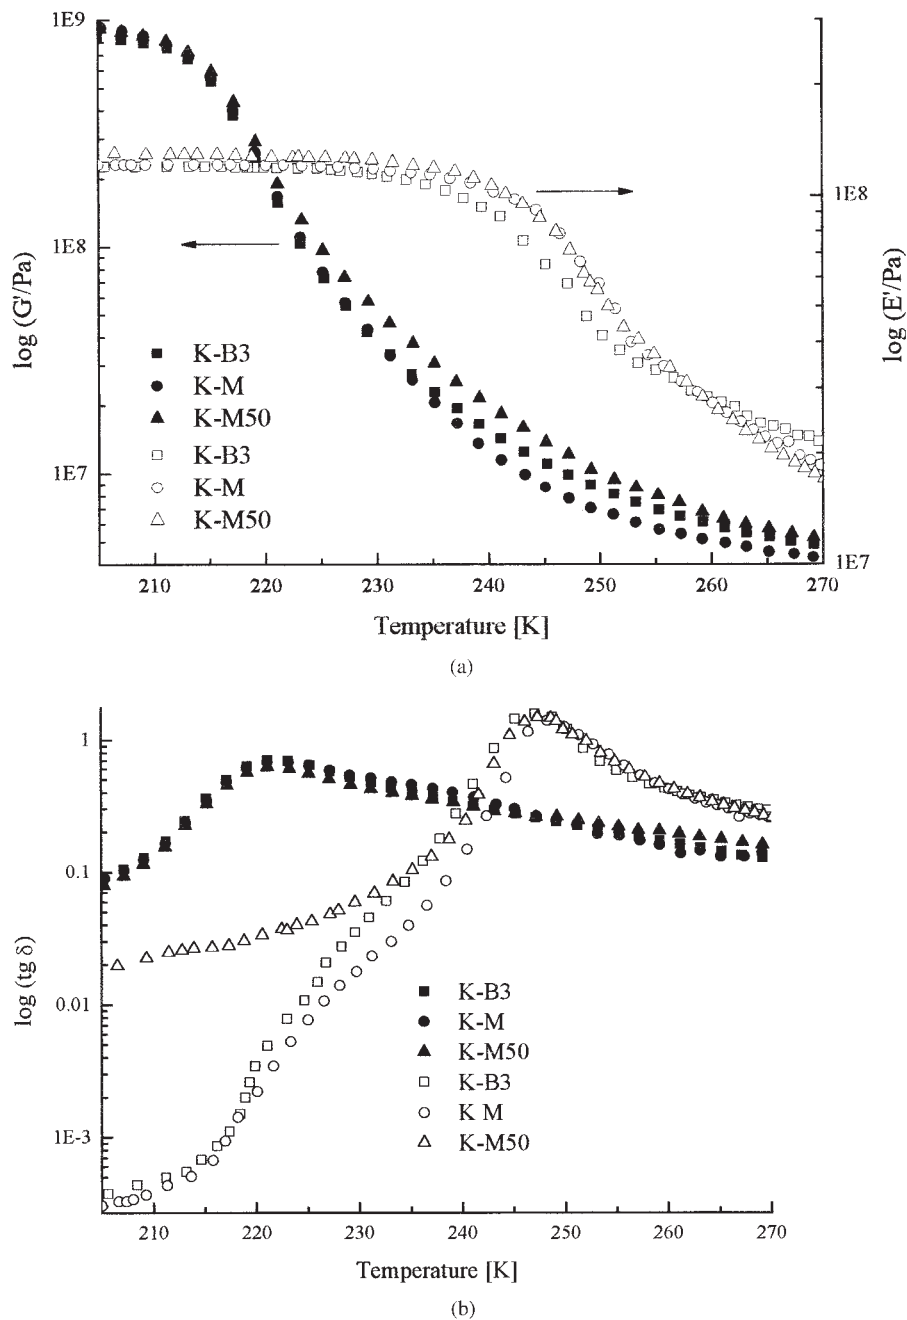 1E9
1E8
1E7
log (G'/Pa)
1E8
1E7
log (E'/Pa)
K-B3
K-M
K-M50
K-B3
K-M
K-M50
210 220 230 240 250 260 270
Temperature [K]
(a)
1
0.1
0.01
1E-3
log (tg δ)
K-B3
K-M
K-M50
K-B3
K M
K-M50
210 220 230 240 250 260 270
Temperature [K]
(b)